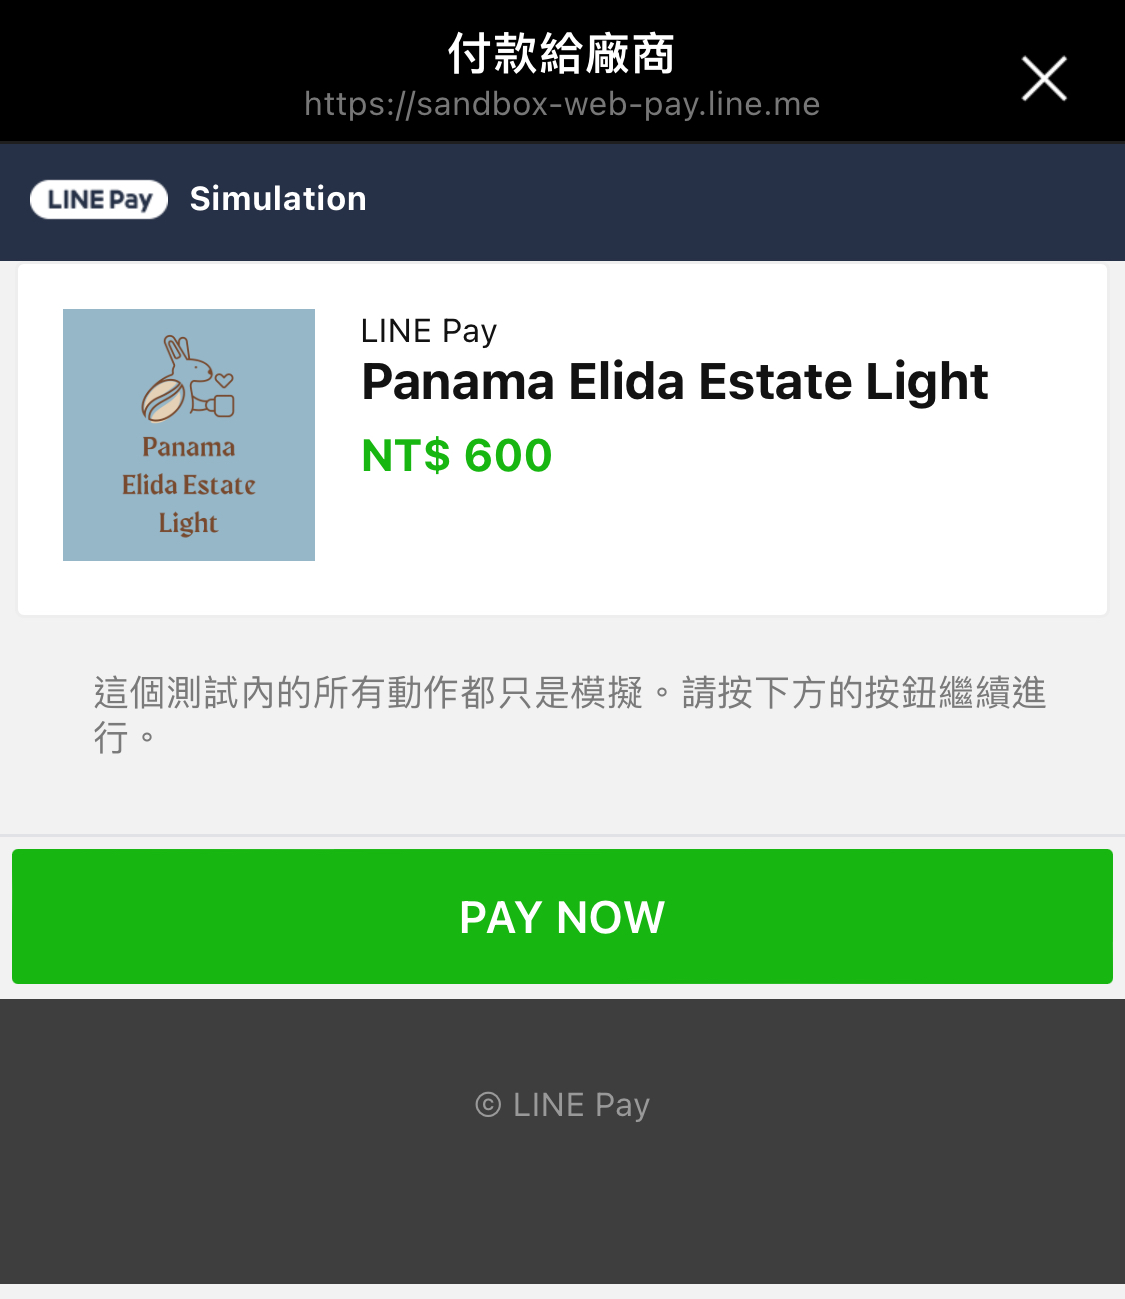 付款給廠商
https://sandbox-web-pay.line.me
LINE Pay Simulation
LINE Pay
Panama Elida Estate Light
NT$ 600
Panama
Elida Estate
Light
這個測試內的所有動作都只是模擬。請按下方的按鈕繼續進
行。
PAY NOW
© LINE Pay